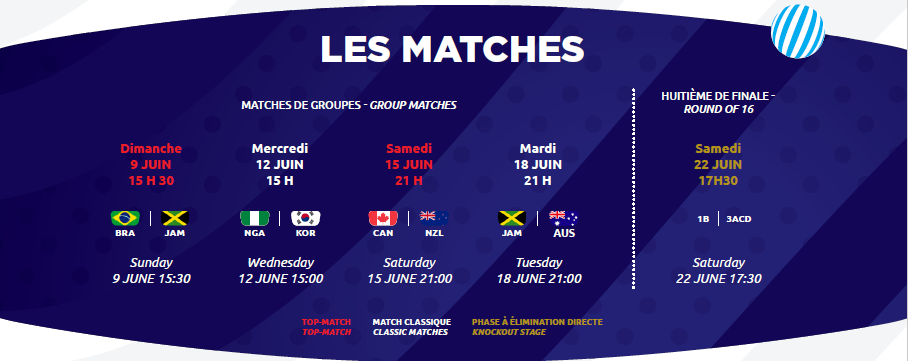 LES MATCHES
MATCHES DE GROUPES - GROUP MATCHES
Dimanche
9 JUIN
15 H 30
BRA | JAM
Sunday
9 JUNE 15:30
Mercredi
12 JUIN
15 H
NGA | KOR
Wednesday
12 JUNE 15:00
Samedi
15 JUIN
21 H
CAN | NZL
Saturday
15 JUNE 21:00
Mardi
18 JUIN
21 H
JAM | AUS
Tuesday
18 JUNE 21:00
HUITIÈME DE FINALE -
ROUND OF 16
Samedi
22 JUIN
17H30
1B | 3ACD
Saturday
22 JUNE 17:30
TOP-MATCH
TOP-MATCH
MATCH CLASSIQUE
CLASSIC MATCHES
PHASE À ÉLIMINATION DIRECTE
KNOCKOUT STAGE